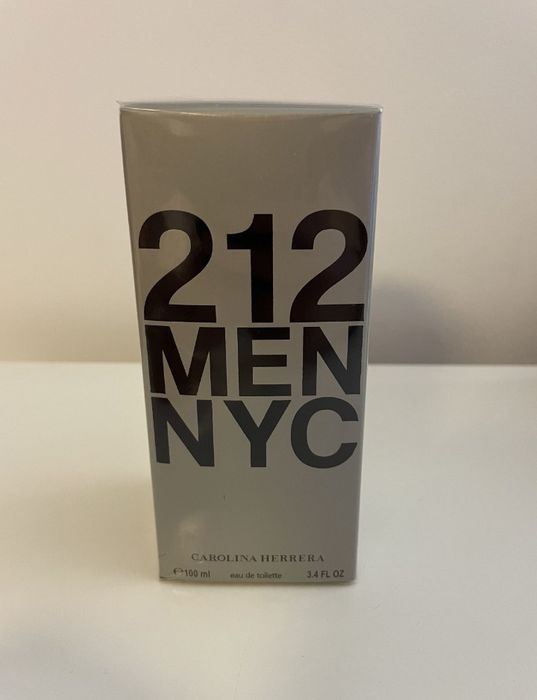 212
MEN
NYC
CAROLINA HERRERA
℮100 ml eau de toilette 3.4 FL OZ